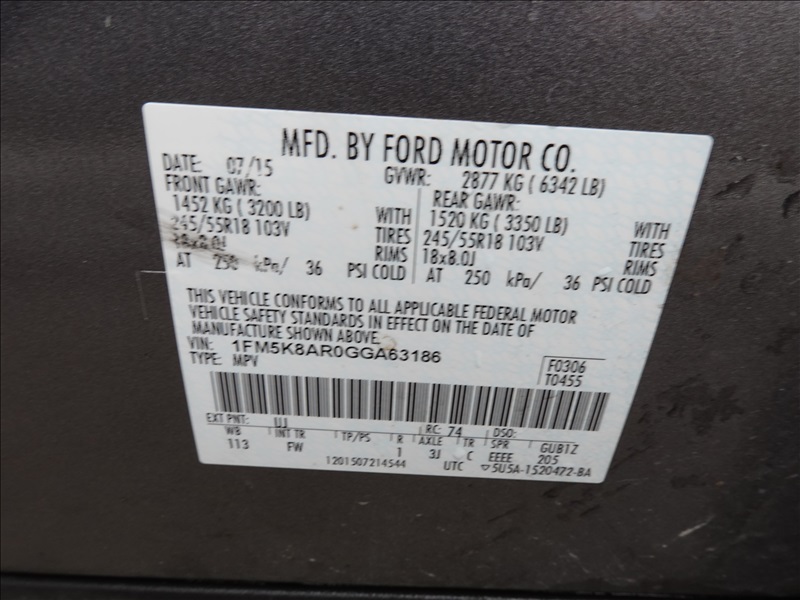 MFD. BY FORD MOTOR CO.
DATE: 07/15 GVWR: 2877 KG ( 6342 LB)
FRONT GAWR: REAR GAWR:
1452 KG ( 3200 LB) WITH 1520 KG ( 3350 LB) WITH
245/55R18 103V TIRES 245/55R18 103V TIRES
18x8.0J RIMS 18x8.0J RIMS
AT 250 kPa/ 36 PSI COLD AT 250 kPa/ 36 PSI COLD
THIS VEHICLE CONFORMS TO ALL APPLICABLE FEDERAL MOTOR
VEHICLE SAFETY STANDARDS IN EFFECT ON THE DATE OF
MANUFACTURE SHOWN ABOVE.
VIN: 1FM5K8AR0GGA63186
TYPE: MPV
F0306
T0455
EXT PNT: UJ RC: 74 DSO:
WB INT TR TP/PS R AXLE TR SPR GUB1Z
113 FW 1 3J C EEEE 205
1201507214544 UTC ▽5U5A-1520472-BA